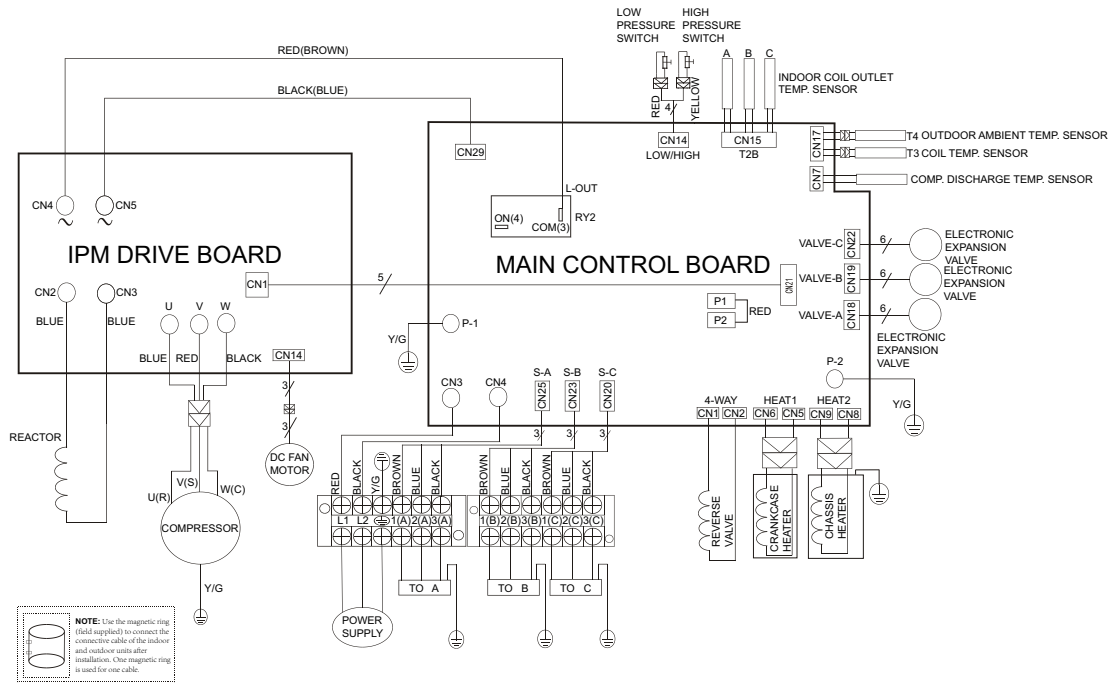 LOW
PRESSURE
SWITCH
HIGH
PRESSURE
SWITCH
A
B
C
INDOOR COIL OUTLET
TEMP. SENSOR
RED
4
YELLOW
RED(BROWN)
BLACK(BLUE)
CN29
CN14
LOW/HIGH
CN15
T2B
CN17
T4 OUTDOOR AMBIENT TEMP. SENSOR
T3 COIL TEMP. SENSOR
CN7
COMP. DISCHARGE TEMP. SENSOR
CN4
CN5
L-OUT
ON(4)
COM(3)
RY2
IPM DRIVE BOARD
MAIN CONTROL BOARD
VALVE-C
CN22
6
ELECTRONIC
EXPANSION
VALVE
VALVE-B
CN19
6
ELECTRONIC
EXPANSION
VALVE
VALVE-A
CN18
6
ELECTRONIC
EXPANSION
VALVE
CN2
CN3
CN1
5
CN21
P1
P2
RED
BLUE
BLUE
U
V
W
BLUE
RED
BLACK
CN14
3
3
DC FAN
MOTOR
P-1
Y/G
P-2
Y/G
CN3
CN4
S-A
CN25
S-B
CN23
S-C
CN20
3
3
3
4-WAY
CN1
CN2
HEAT1
CN6
CN5
HEAT2
CN9
CN8
REACTOR
V(S)
U(R)
W(C)
COMPRESSOR
Y/G
RED
BLACK
Y/G
BROWN
BLUE
BLACK
BROWN
BLUE
BLACK
BROWN
BLUE
BLACK
L1
L2
1(A)
2(A)
3(A)
1(B)
2(B)
3(B)
1(C)
2(C)
3(C)
TO A
TO B
TO C
POWER
SUPPLY
REVERSE
VALVE
CRANKCASE
HEATER
CHASSIS
HEATER
NOTE: Use the magnetic ring
(field supplied) to connect the
connective cable of the indoor
and outdoor units after
installation. One magnetic ring
is used for one cable.